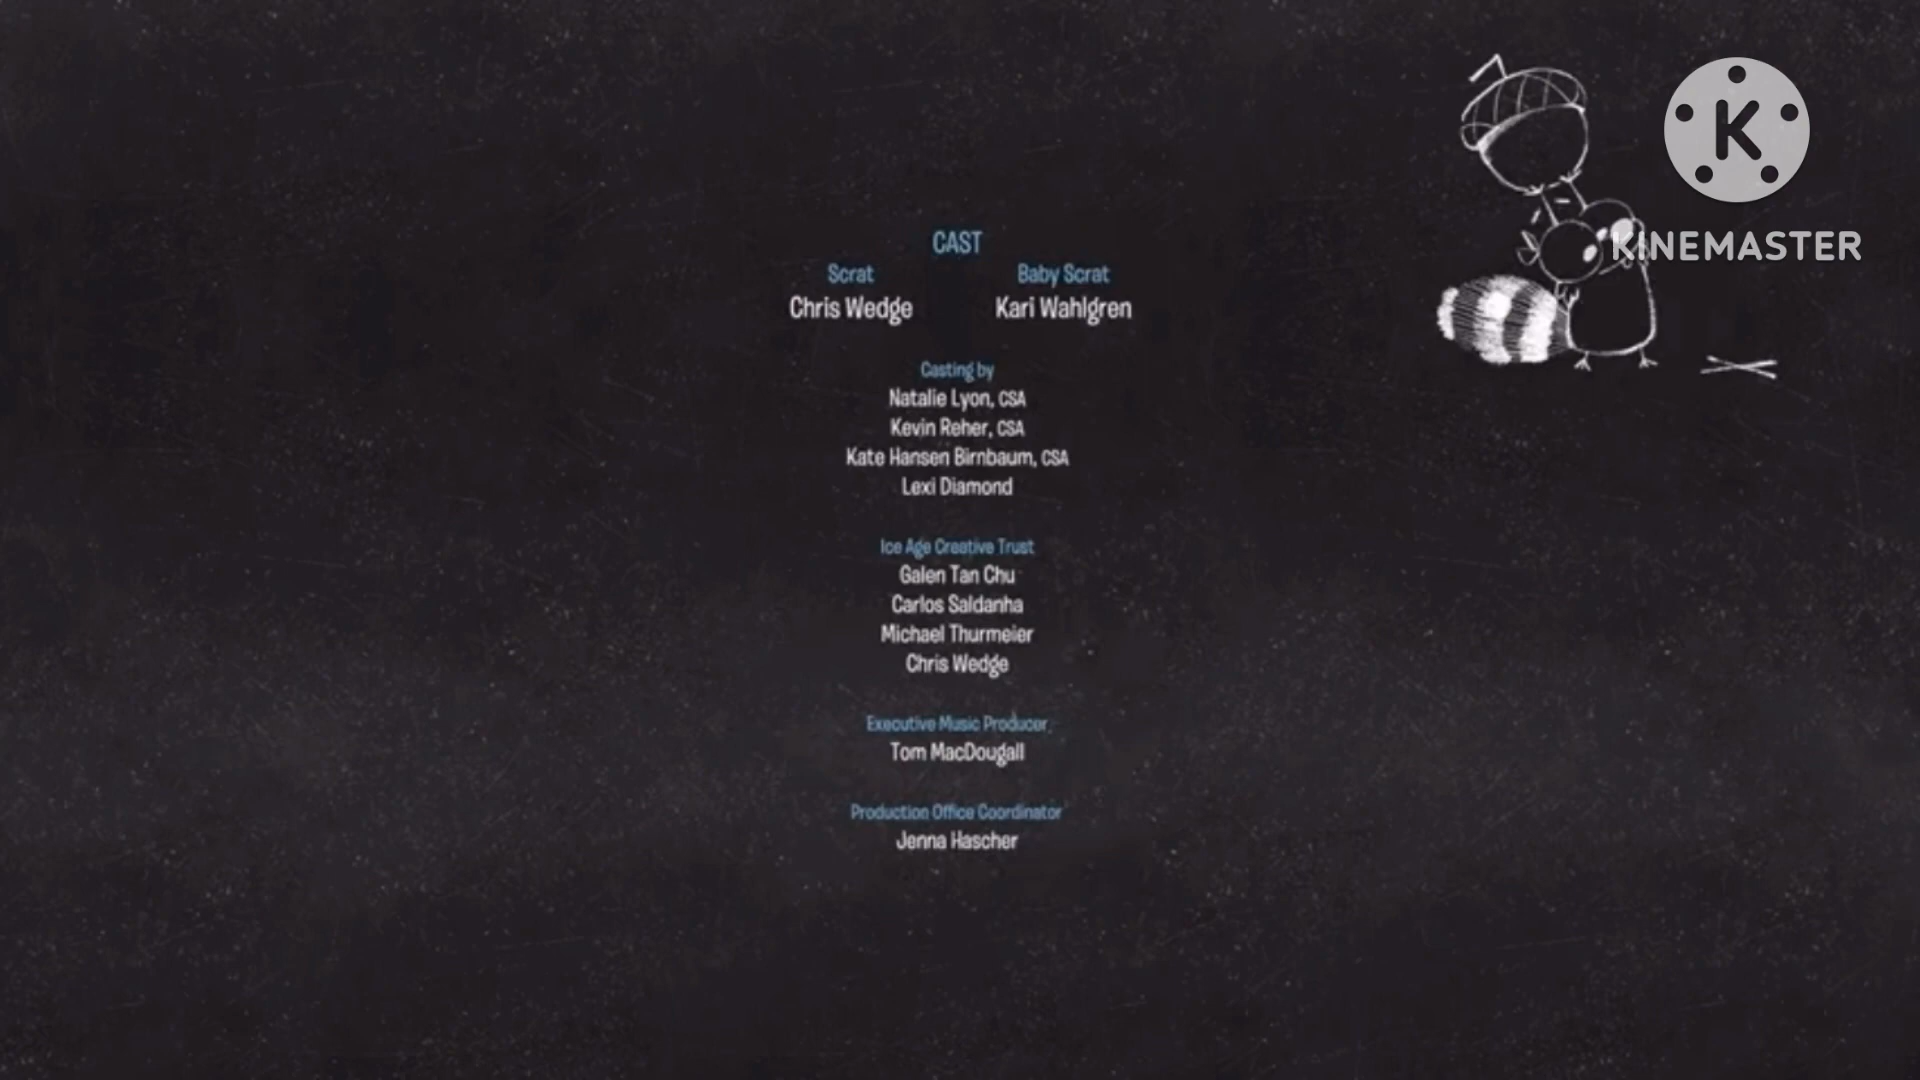 CAST
Scrat Baby Scrat
Chris Wedge Kari Wahlgren
Casting by
Natalie Lyon, CSA
Kevin Reher, CSA
Kate Hansen Birnbaum, CSA
Lexi Diamond
Ice Age Creative Trust
Galen Tan Chu
Carlos Saldanha
Michael Thurmeier
Chris Wedge
Executive Music Producer
Tom MacDougall
Production Office Coordinator
Jenna Hascher
K
KINEMASTER